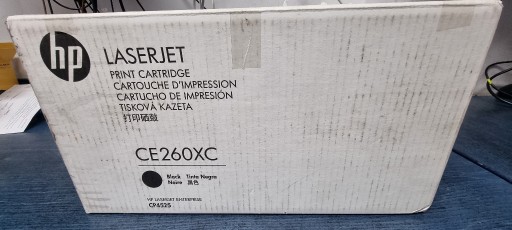 hp
LASERJET
PRINT CARTRIDGE
CARTOUCHE D'IMPRESSION
CARTUCHO DE IMPRESIÓN
TISKOVÁ KAZETA
打印硒鼓
CE260XC
Black Tinta Negra
Noire 黑色
HP LASERJET ENTERPRISE
CP4525